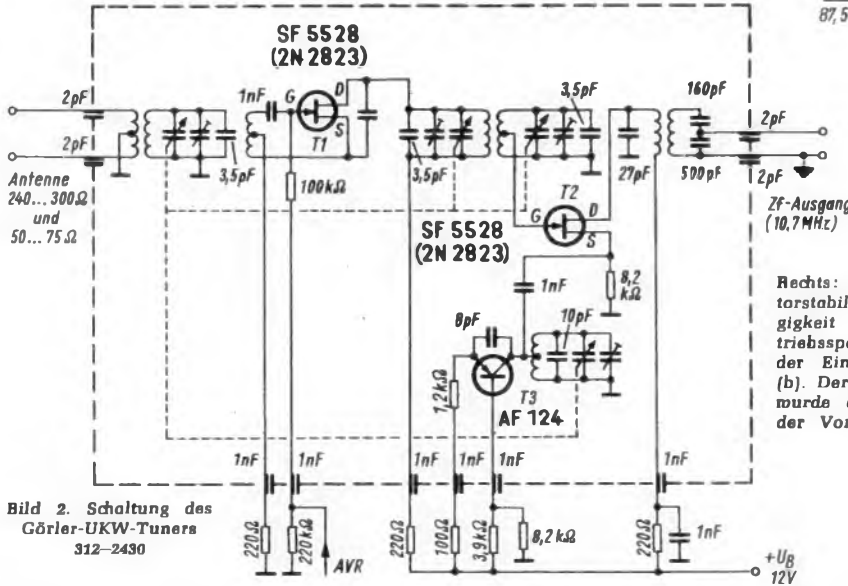 87,5
SF 5528
(2N 2823)
1nF
G
D
S
T1
2pF
2pF
3,5pF
100kΩ
3,5pF
3,5pF
160pF
500pF
27pF
2pF
2pF
Antenne
240...300Ω
und
50...75Ω
Zf-Ausgang
(10,7MHz)
SF 5528
(2N 2823)
T2
G
D
S
1nF
8,2
kΩ
8pF
10pF
1,2kΩ
T3
AF 124
1nF
1nF
1nF
1nF
1nF
1nF
220Ω
220kΩ
AVR
220Ω
100Ω
3,9kΩ
8,2kΩ
220Ω
1nF
+UB
12V
Bild 2. Schaltung des
Görler-UKW-Tuners
312—2430
Rechts:
torstabil
gigkeit
triebsspe
der Ein
(b). Der
wurde
der Vor